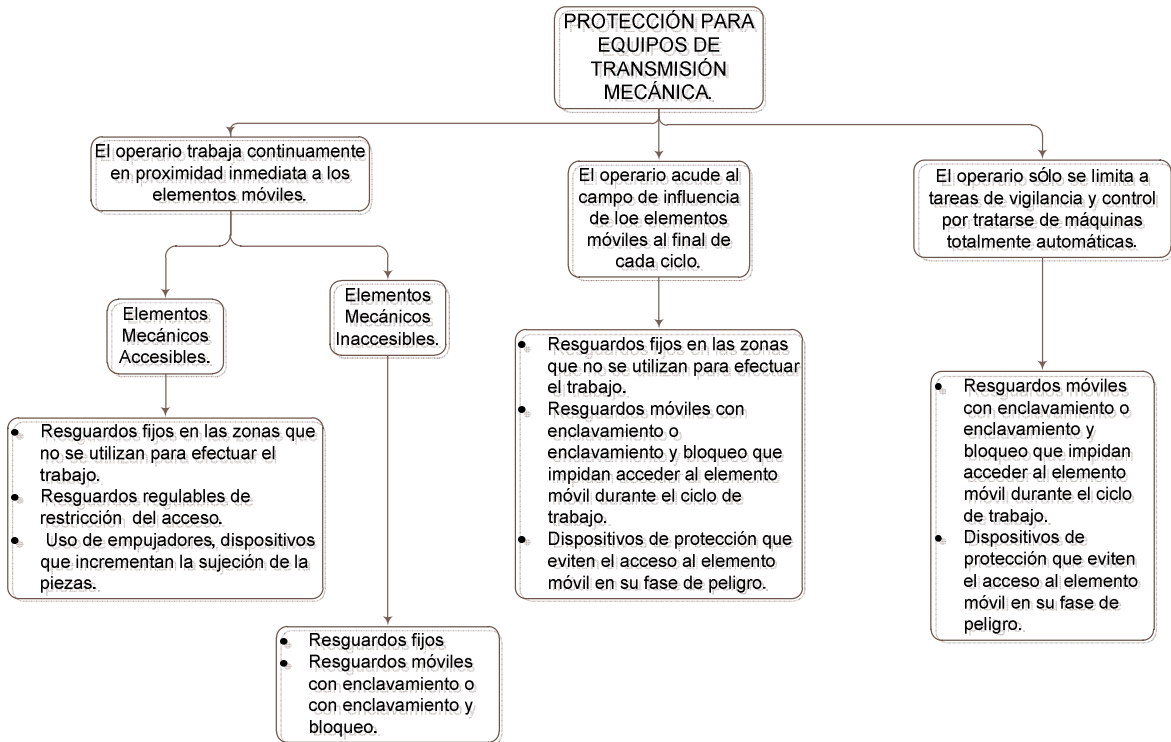 PROTECCIÓN PARA
EQUIPOS DE
TRANSMISIÓN
MECÁNICA.
El operario trabaja continuamente
en proximidad inmediata a los
elementos móviles.
Elementos
Mecánicos
Accesibles.
• Resguardos fijos en las zonas que
no se utilizan para efectuar el
trabajo.
• Resguardos regulables de
restricción del acceso.
• Uso de empujadores, dispositivos
que incrementan la sujeción de la
piezas.
Elementos
Mecánicos
Inaccesibles.
• Resguardos fijos
• Resguardos móviles
con enclavamiento o
con enclavamiento y
bloqueo.
El operario acude al
campo de influencia
de loe elementos
móviles al final de
cada ciclo.
• Resguardos fijos en las zonas
que no se utilizan para efectuar
el trabajo.
• Resguardos móviles con
enclavamiento o
enclavamiento y bloqueo que
impidan acceder al elemento
móvil durante el ciclo de
trabajo.
• Dispositivos de protección que
eviten el acceso al elemento
móvil en su fase de peligro.
El operario sólo se limita a
tareas de vigilancia y control
por tratarse de máquinas
totalmente automáticas.
• Resguardos móviles
con enclavamiento o
enclavamiento y
bloqueo que impidan
acceder al elemento
móvil durante el ciclo
de trabajo.
• Dispositivos de
protección que eviten
el acceso al elemento
móvil en su fase de
peligro.